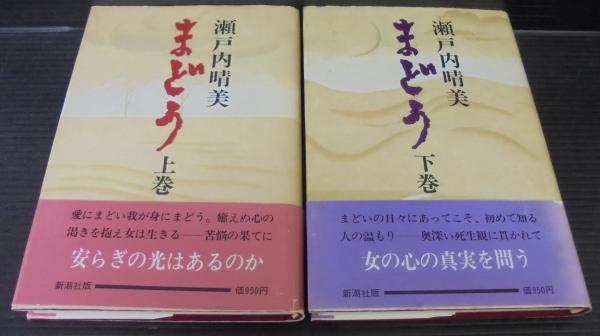 瀬戸内晴美
まどう
上巻
愛にまどい我が身にまどう。癒えぬ心の
渇きを抱え女は生きる——苦悩の果てに
安らぎの光はあるのか
新潮社版
価950円
瀬戸内晴美
まどう
下巻
まどいの日々にあってこそ、初めて知る
人の温もり——奥深い死生観に貫かれて
女の心の真実を問う
新潮社版
価950円